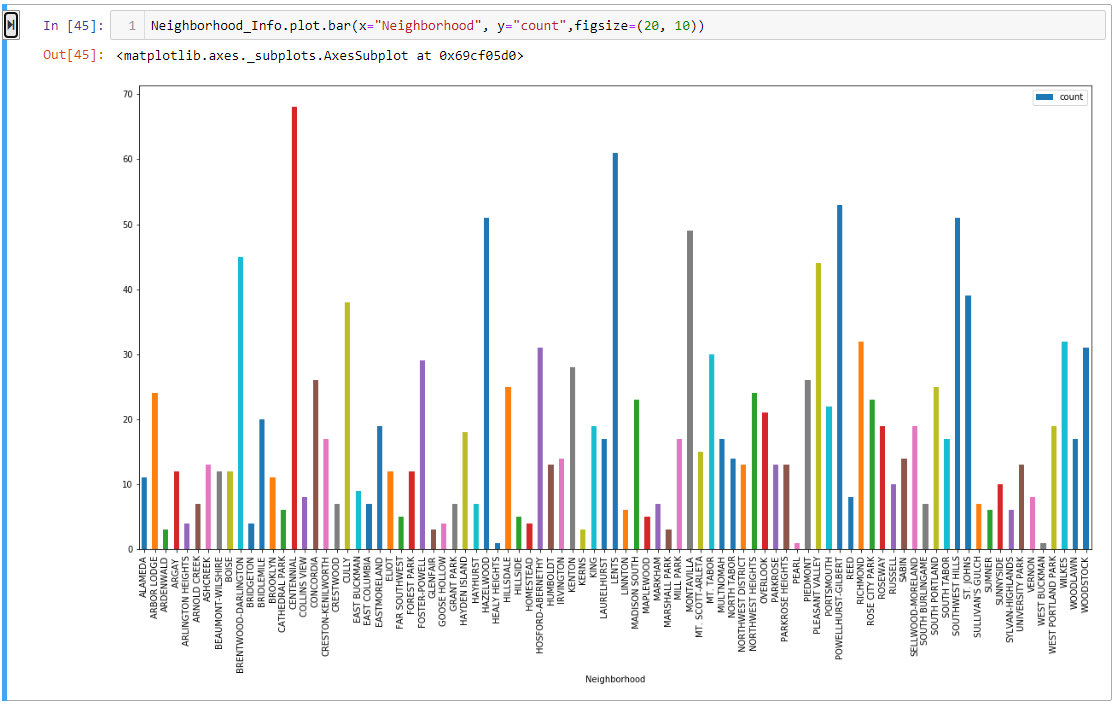 In [45]: 1 Neighborhood_Info.plot.bar(x="Neighborhood", y="count",figsize=(20, 10))
Out[45]: <matplotlib.axes._subplots.AxesSubplot at 0x69cf05d0>
count
70
60
50
40
30
20
10
0
ALAMEDA
ARBOR LODGE
ARDENWALD
ARGAY
ARLINGTON HEIGHTS
ARNOLD CREEK
ASHCREEK
BEAUMONT-WILSHIRE
BOISE
BRENTWOOD-DARLINGTON
BRIDGETON
BRIDLEMILE
BROOKLYN
CATHEDRAL PARK
CENTENNIAL
COLLINS VIEW
CONCORDIA
CRESTON-KENILWORTH
CRESTWOOD
CULLY
EAST BUCKMAN
EAST COLUMBIA
EASTMORELAND
ELIOT
FAR SOUTHWEST
FOREST PARK
FOSTER-POWELL
GLENFAIR
GOOSE HOLLOW
GRANT PARK
HAYDEN ISLAND
HAYHURST
HAZELWOOD
HEALY HEIGHTS
HILLSDALE
HILLSIDE
HOMESTEAD
HOSFORD-ABERNETHY
HUMBOLDT
IRVINGTON
KENTON
KERNS
KING
LAURELHURST
LENTS
LINNTON
MADISON SOUTH
MAPLEWOOD
MARKHAM
MARSHALL PARK
MILL PARK
MONTAVILLA
MT. SCOTT-ARLETA
MT. TABOR
MULTNOMAH
NORTH TABOR
NORTHWEST DISTRICT
NORTHWEST HEIGHTS
OVERLOOK
PARKROSE
PARKROSE HEIGHTS
PEARL
PIEDMONT
PLEASANT VALLEY
PORTSMOUTH
POWELLHURST-GILBERT
REED
RICHMOND
ROSE CITY PARK
ROSEWAY
RUSSELL
SABIN
SELLWOOD-MORELAND
SOUTH BURLINGAME
SOUTH PORTLAND
SOUTH TABOR
SOUTHWEST HILLS
ST. JOHNS
SULLIVAN'S GULCH
SUMNER
SUNNYSIDE
SYLVAN-HIGHLANDS
UNIVERSITY PARK
VERNON
WEST BUCKMAN
WEST PORTLAND PARK
WILKES
WOODLAWN
WOODSTOCK
Neighborhood